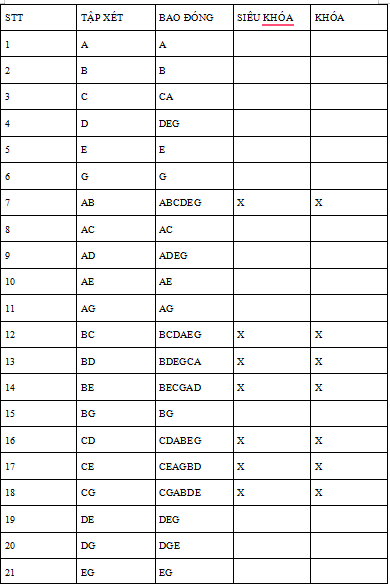 STT TẬP XÉT BAO ĐÓNG SIÊU KHÓA KHÓA
1 A A
2 B B
3 C CA
4 D DEG
5 E E
6 G G
7 AB ABCDEG X X
8 AC AC
9 AD ADEG
10 AE AE
11 AG AG
12 BC BCDAEG X X
13 BD BDEGCA X X
14 BE BECGAD X X
15 BG BG
16 CD CDABEG X X
17 CE CEAGBD X X
18 CG CGABDE X X
19 DE DEG
20 DG DGE
21 EG EG